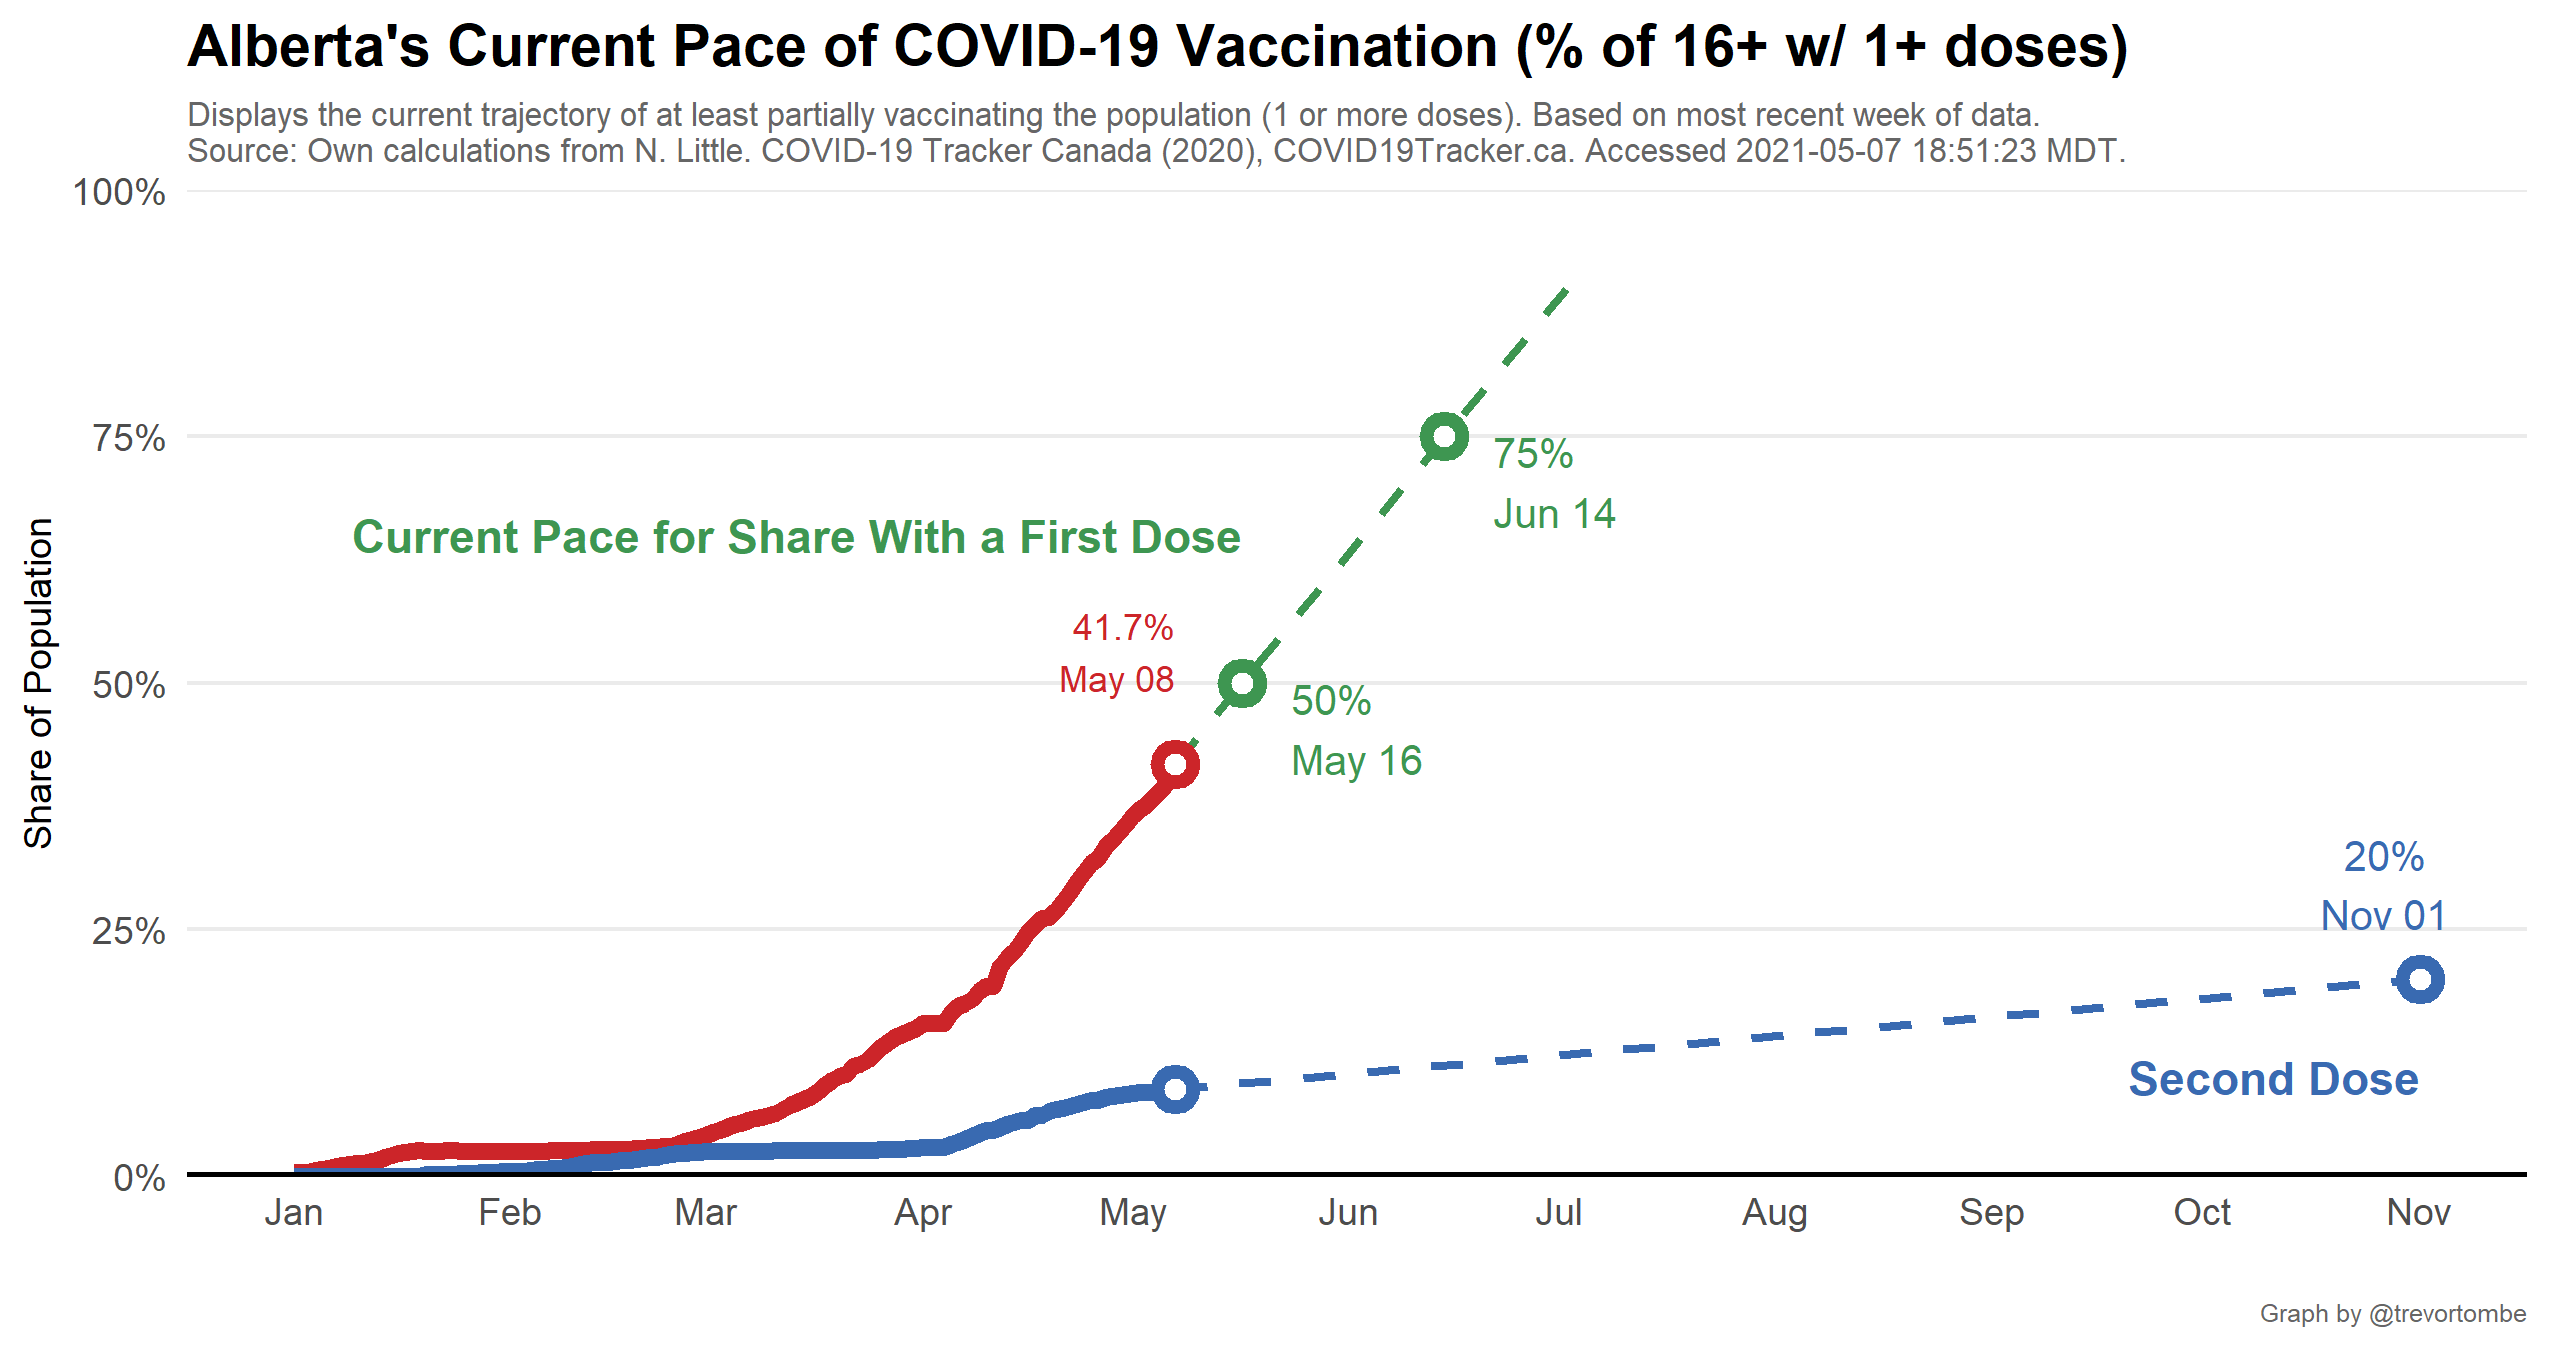 Alberta's Current Pace of COVID-19 Vaccination (% of 16+ w/ 1+ doses)
Displays the current trajectory of at least partially vaccinating the population (1 or more doses). Based on most recent week of data.
Source: Own calculations from N. Little. COVID-19 Tracker Canada (2020), COVID19Tracker.ca. Accessed 2021-05-07 18:51:23 MDT.
100%
75%
50%
25%
0%
Share of Population
Current Pace for Share With a First Dose
75%
Jun 14
41.7%
May 08
50%
May 16
20%
Nov 01
Second Dose
Jan
Feb
Mar
Apr
May
Jun
Jul
Aug
Sep
Oct
Nov
Graph by @trevortombe